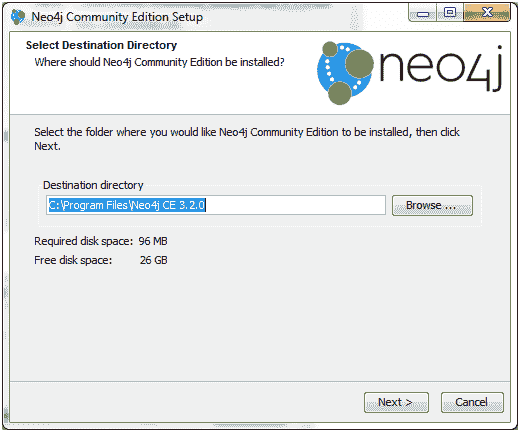 Neo4j Community Edition Setup
Select Destination Directory
Where should Neo4j Community Edition be installed?
neo4j
Select the folder where you would like Neo4j Community Edition to be installed, then click
Next.
Destination directory
C:\Program Files\Neo4j CE 3.2.0
Browse ...
Required disk space: 96 MB
Free disk space: 26 GB
Next >
Cancel